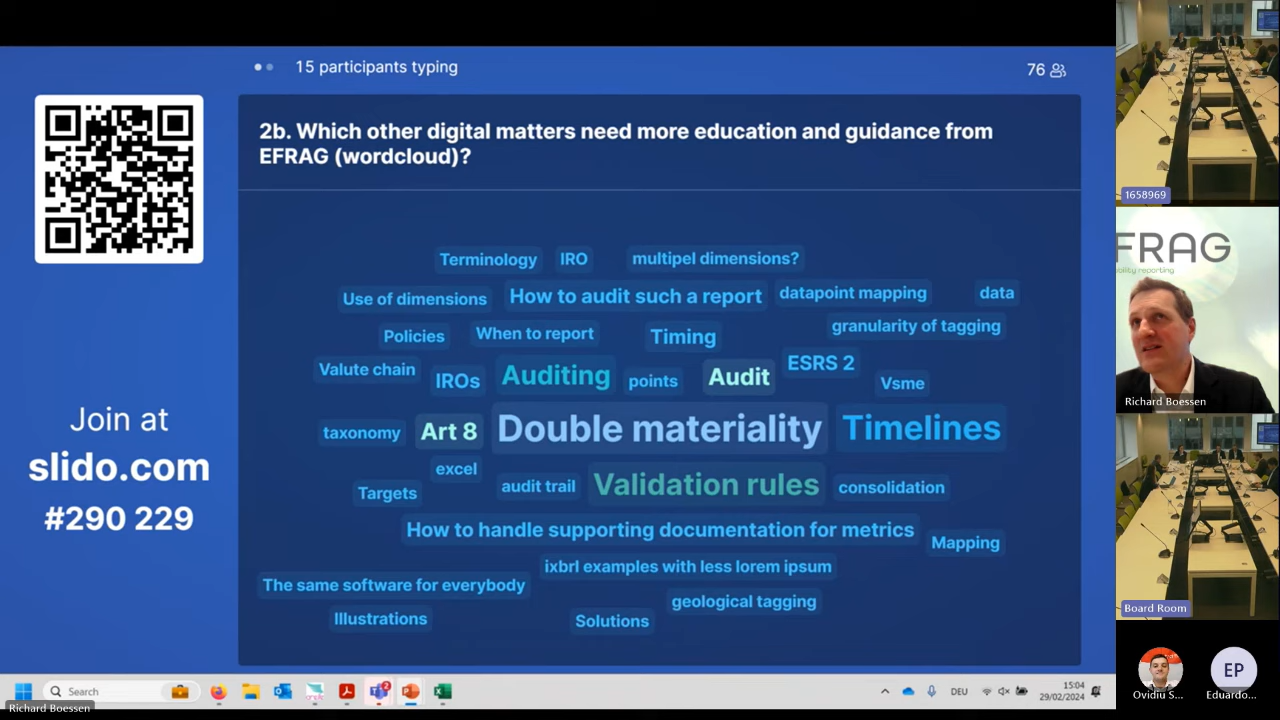 15 participants typing
76
2b. Which other digital matters need more education and guidance from
EFRAG (wordcloud)?
Terminology
IRO
multipel dimensions?
Use of dimensions
How to audit such a report
datapoint mapping
data
Policies
When to report
Timing
granularity of tagging
Valute chain
IROs
Auditing
points
Audit
ESRS 2
Vsme
taxonomy
Art 8
Double materiality
Timelines
excel
Targets
audit trail
Validation rules
consolidation
How to handle supporting documentation for metrics
Mapping
ixbrl examples with less lorem ipsum
The same software for everybody
geological tagging
Illustrations
Solutions
Join at
slido.com
#290 229
1658969
FRAG
bility reporting
Richard Boessen
Board Room
Ovidiu S...
EP
Eduardo...
Search
DEU
15:04
29/02/2024
Richard Boessen